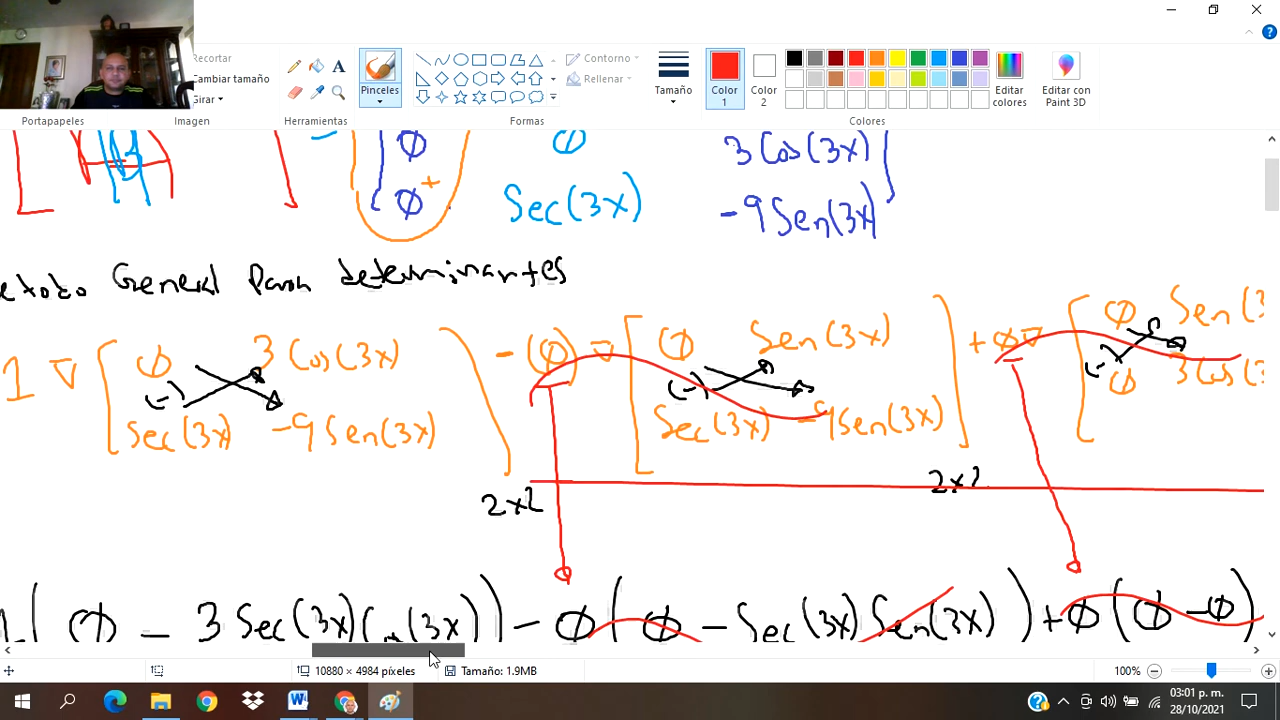 Recortar
Cambiar tamaño
Girar
Pinceles
Contorno
Rellenar
Tamaño
Color
1
Color
2
Editar
colores
Editar con
Paint 3D
Portapapeles
Imagen
Herramientas
Formas
Colores
∅ ∅ 3 Cos(3x)
∅ + Sec(3x) -9 Sen(3x)
General Para determinantes
1 ∇ [ ∅ 3 Cos(3x) ] - (∅) ∇ [ ∅ Sen(3x) ] + ∅ ∇ [ ∅ Sen(3
(-) (-) (-)
Sec(3x) -9 Sen(3x) Sec(3x) -9 Sen(3x) ∅ 3 Cos(3
2x2 2x2
( ∅ - 3 Sec(3x) Cos(3x) ) - ∅ ( ∅ - Sec(3x) Sen(3x) ) + ∅ ( ∅ - ∅ )
10880 × 4984 píxeles
Tamaño: 1.9MB
100%
03:01 p. m.
28/10/2021